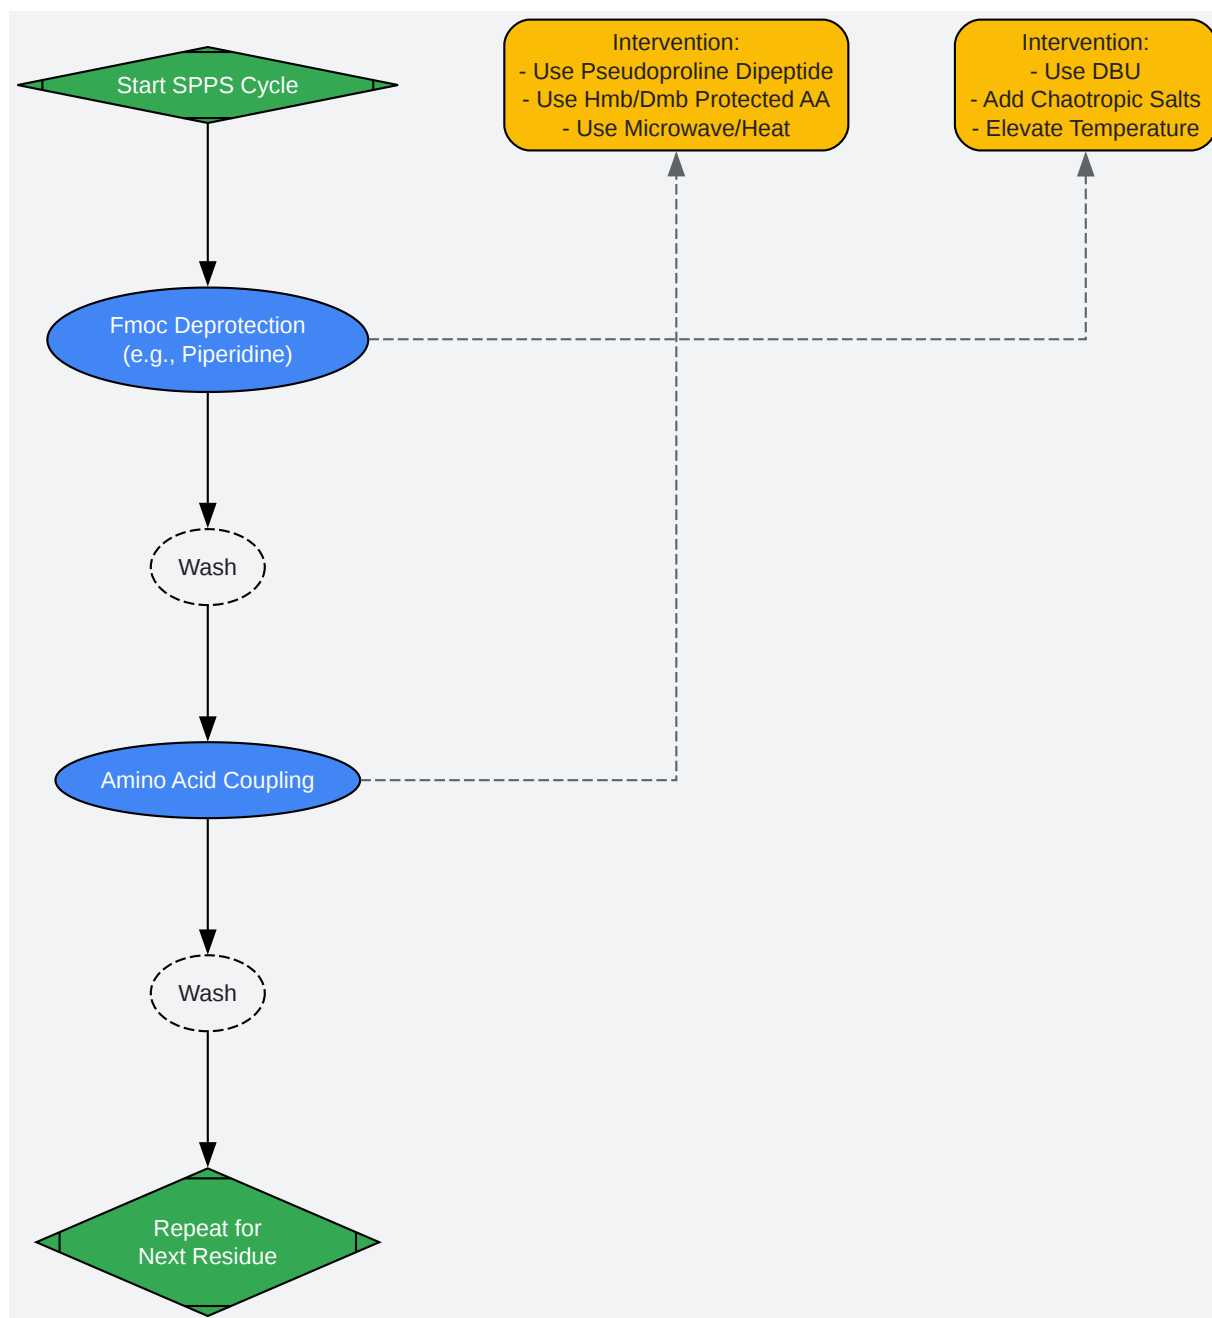 Start SPPS Cycle
Intervention:
- Use Pseudoproline Dipeptide
- Use Hmb/Dmb Protected AA
- Use Microwave/Heat
Intervention:
- Use DBU
- Add Chaotropic Salts
- Elevate Temperature
Fmoc Deprotection
(e.g., Piperidine)
Wash
Amino Acid Coupling
Wash
Repeat for
Next Residue